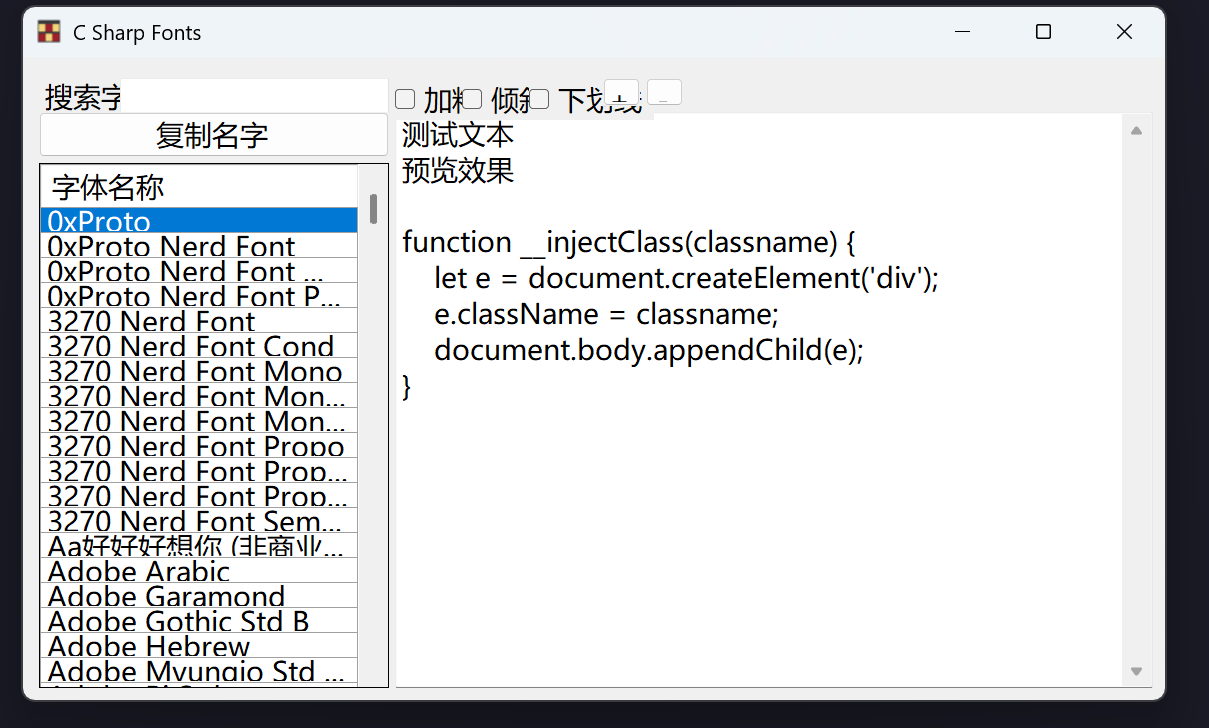 C Sharp Fonts
搜索字
加粗 倾斜 下划线 + -
复制名字
字体名称
0xProto
0xProto Nerd Font
0xProto Nerd Font ...
0xProto Nerd Font P...
3270 Nerd Font
3270 Nerd Font Cond
3270 Nerd Font Mono
3270 Nerd Font Mon...
3270 Nerd Font Mon...
3270 Nerd Font Propo
3270 Nerd Font Prop...
3270 Nerd Font Prop...
3270 Nerd Font Sem...
Aa好好好想你 (非商业...
Adobe Arabic
Adobe Garamond
Adobe Gothic Std B
Adobe Hebrew
Adobe Myungjo Std ...
测试文本
预览效果
function __injectClass(classname) {
    let e = document.createElement('div');
    e.className = classname;
    document.body.appendChild(e);
}